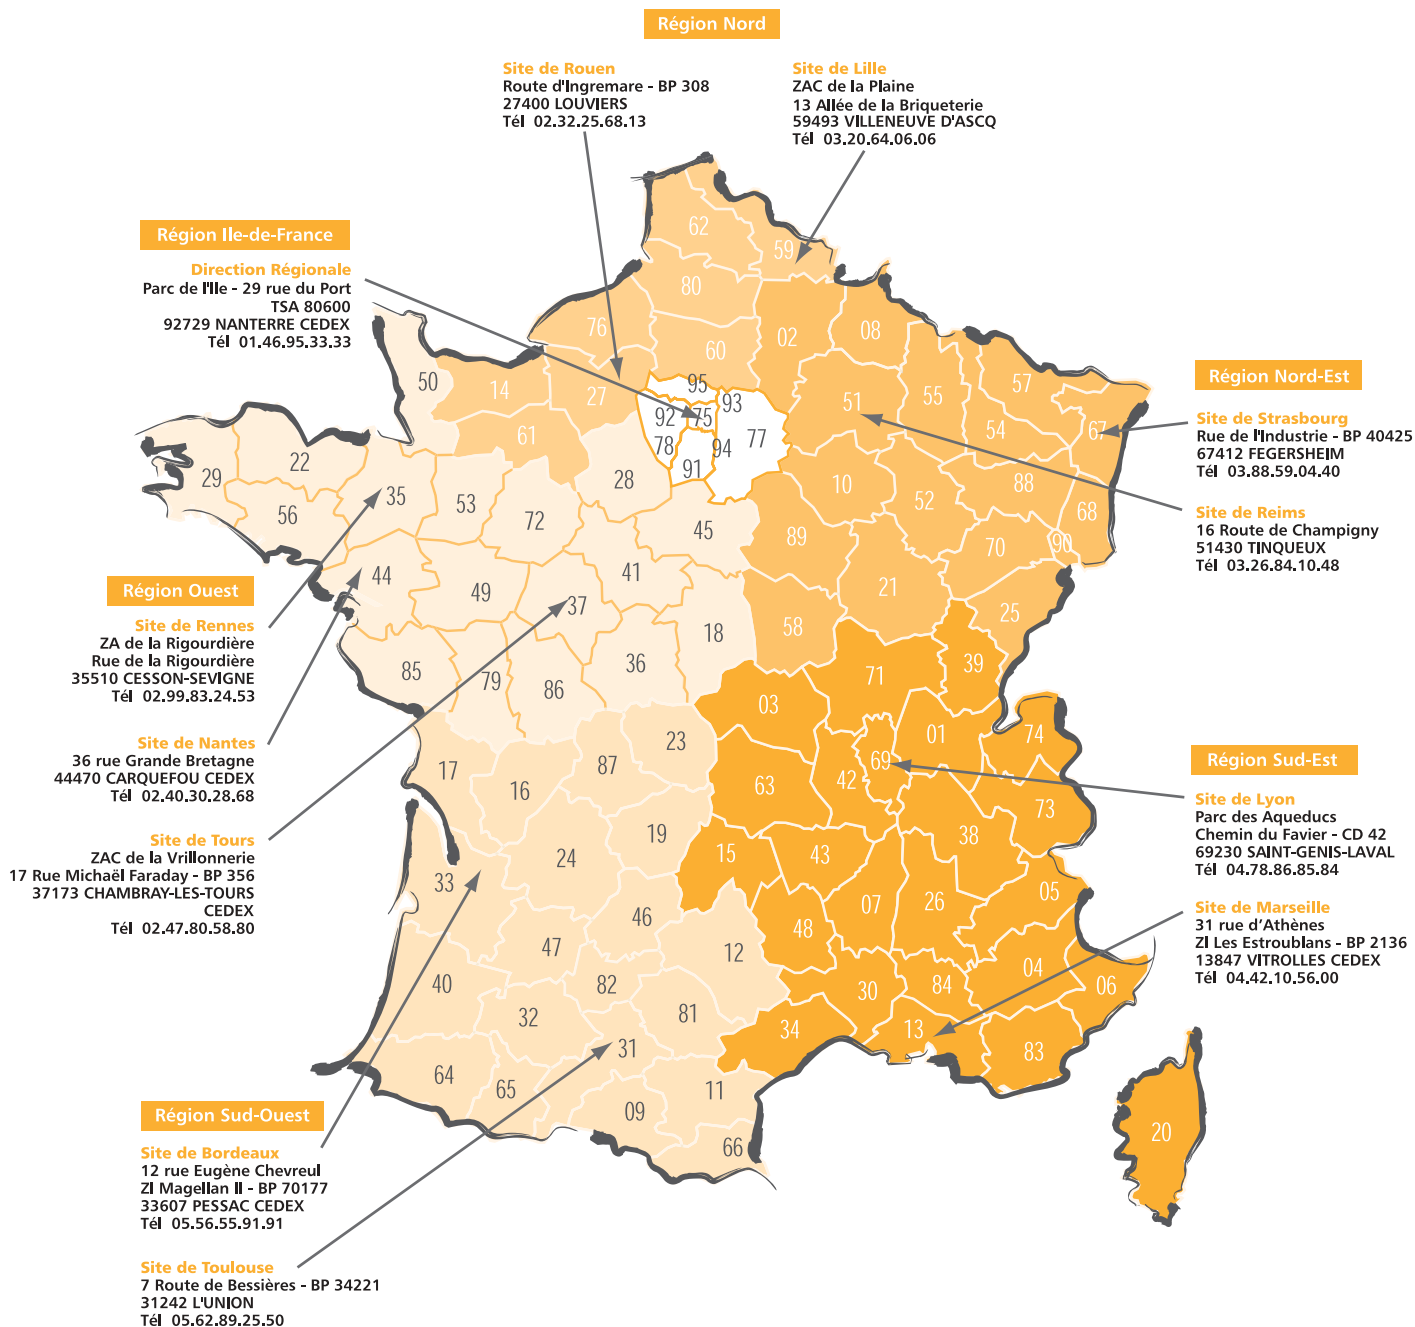 Région Nord
Site de Rouen
Route d'Ingremare - BP 308
27400 LOUVIERS
Tél 02.32.25.68.13
Site de Lille
ZAC de la Plaine
13 Allée de la Briqueterie
59493 VILLENEUVE D'ASCQ
Tél 03.20.64.06.06
Région Ile-de-France
Direction Régionale
Parc de l'Ile - 29 rue du Port
TSA 80600
92729 NANTERRE CEDEX
Tél 01.46.95.33.33
Région Nord-Est
Site de Strasbourg
Rue de l'Industrie - BP 40425
67412 FEGERSHEIM
Tél 03.88.59.04.40
Site de Reims
16 Route de Champigny
51430 TINQUEUX
Tél 03.26.84.10.48
Région Ouest
Site de Rennes
ZA de la Rigourdière
Rue de la Rigourdière
35510 CESSON-SEVIGNE
Tél 02.99.83.24.53
Site de Nantes
36 rue Grande Bretagne
44470 CARQUEFOU CEDEX
Tél 02.40.30.28.68
Site de Tours
ZAC de la Vrillonnerie
17 Rue Michaël Faraday - BP 356
37173 CHAMBRAY-LES-TOURS
CEDEX
Tél 02.47.80.58.80
Région Sud-Est
Site de Lyon
Parc des Aqueducs
Chemin du Favier - CD 42
69230 SAINT-GENIS-LAVAL
Tél 04.78.86.85.84
Site de Marseille
31 rue d'Athènes
ZI Les Estroublans - BP 2136
13847 VITROLLES CEDEX
Tél 04.42.10.56.00
Région Sud-Ouest
Site de Bordeaux
12 rue Eugène Chevreul
ZI Magellan II - BP 70177
33607 PESSAC CEDEX
Tél 05.56.55.91.91
Site de Toulouse
7 Route de Bessières - BP 34221
31242 L'UNION
Tél 05.62.89.25.50
62
59
80
76
02
08
60
50
14
27
95
93
92
75
78
94
77
91
51
55
57
54
67
61
29
22
35
53
72
28
56
10
52
88
68
45
89
70
90
44
49
41
37
21
25
58
18
85
79
86
36
39
71
03
01
74
23
87
17
16
63
42
69
73
19
38
24
15
43
33
05
46
07
26
48
47
12
04
40
82
30
84
06
32
81
34
13
31
83
64
65
11
09
66
20